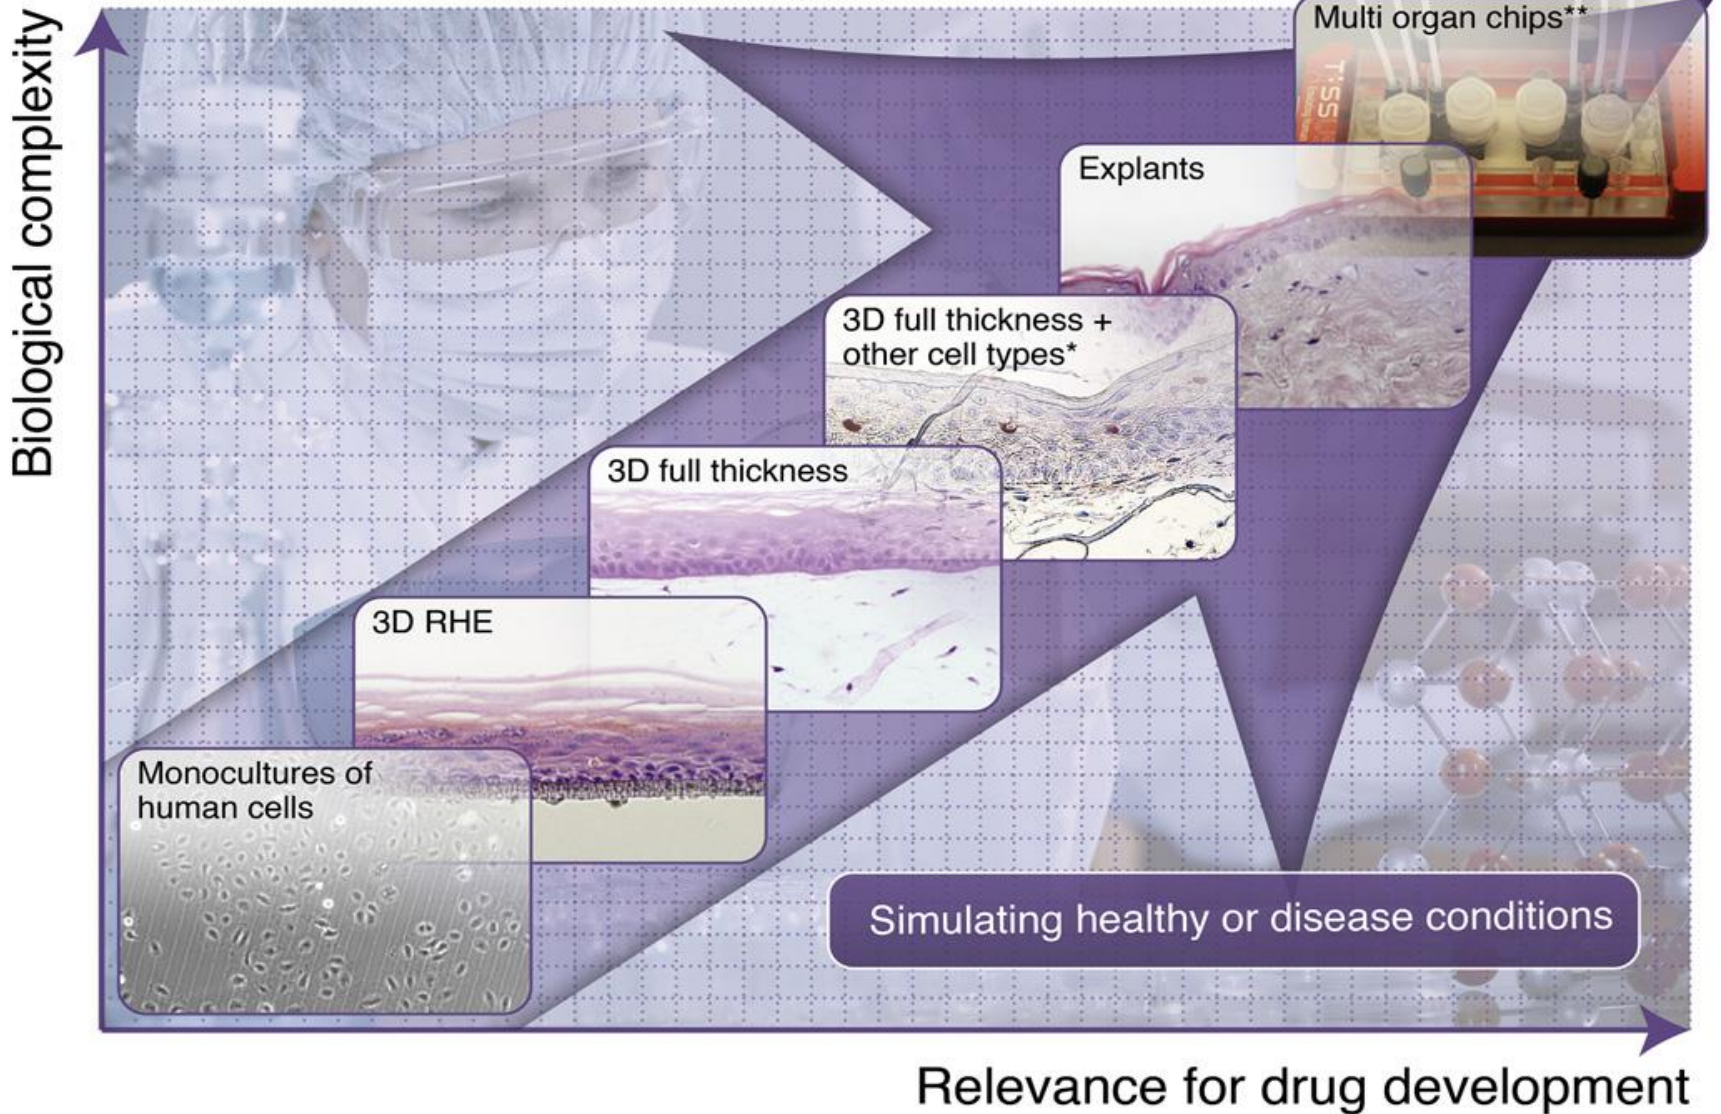 Biological complexity
Multi organ chips**
T:SS
Explants
3D full thickness +
other cell types*
3D full thickness
3D RHE
Monocultures of
human cells
Simulating healthy or disease conditions
Relevance for drug development